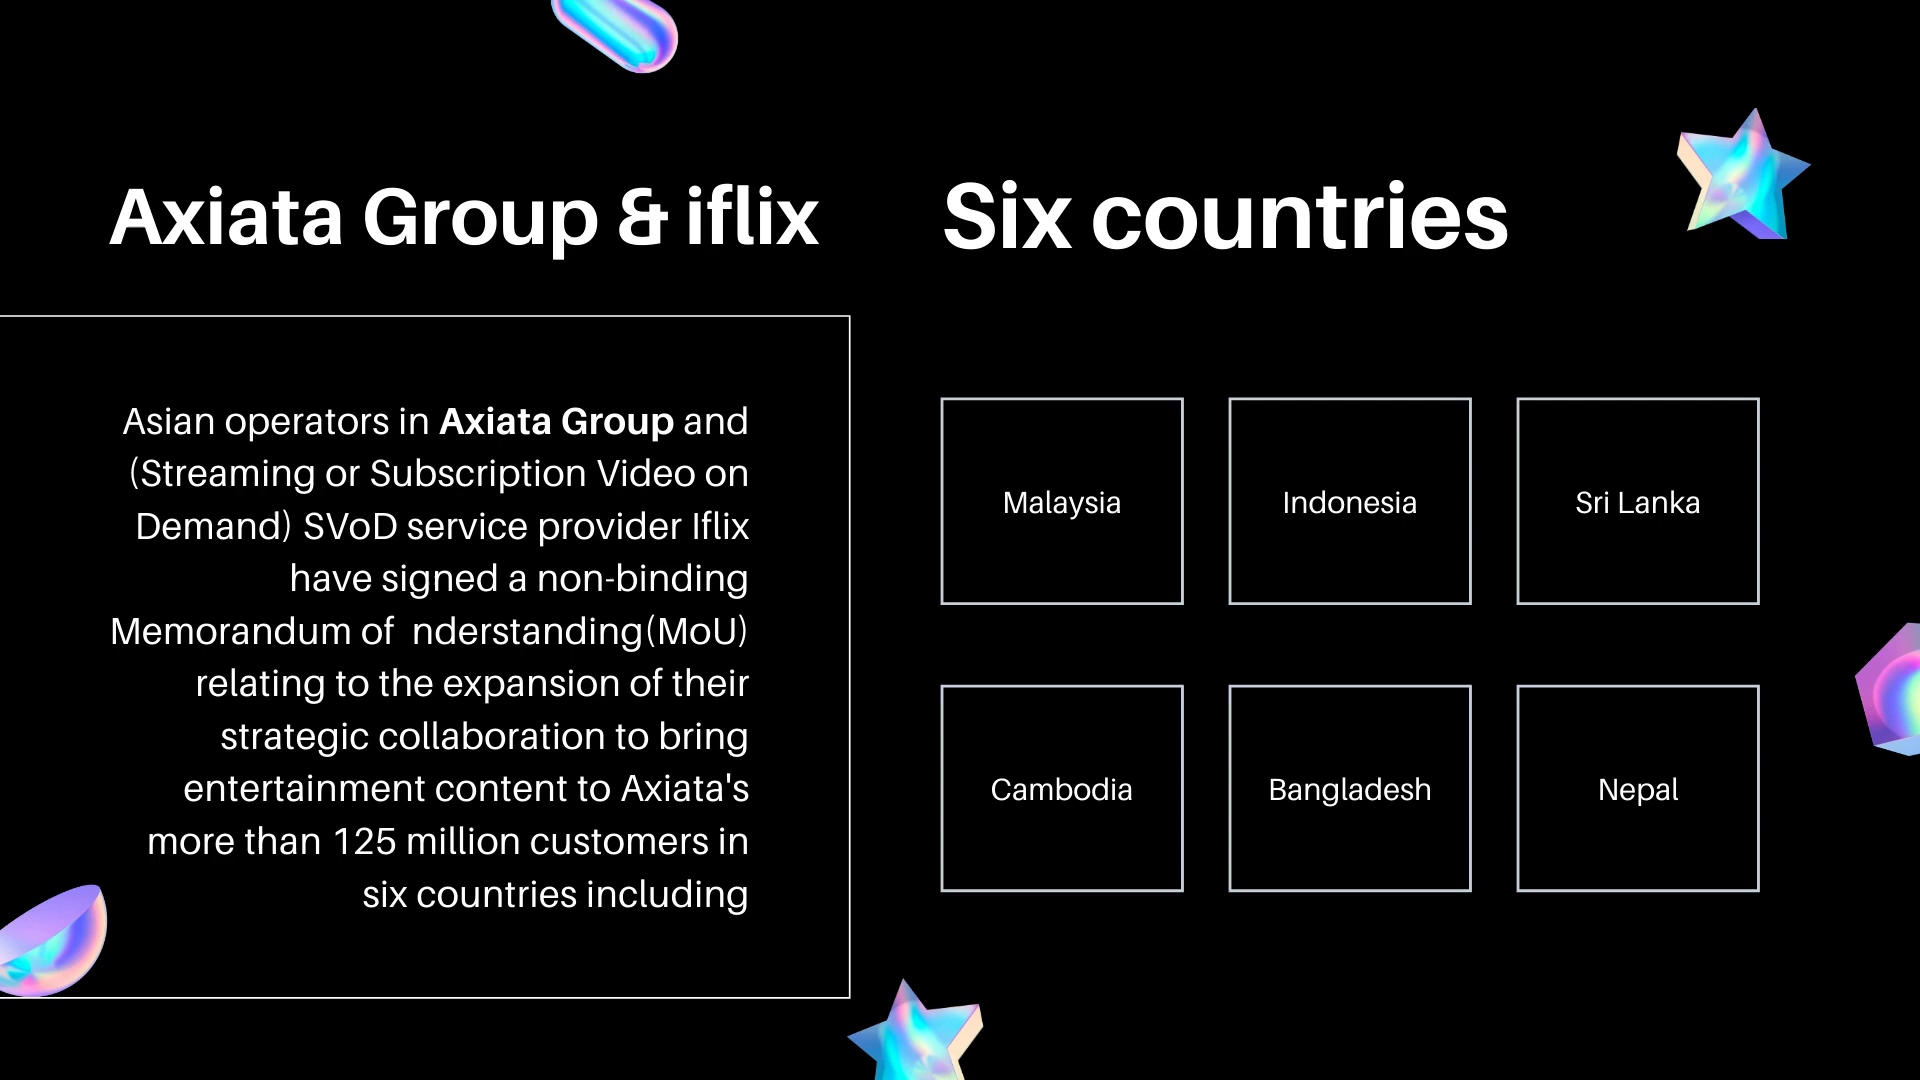 Axiata Group & iflix
Asian operators in Axiata Group and
(Streaming or Subscription Video on
Demand) SVoD service provider Iflix
have signed a non-binding
Memorandum of  nderstanding(MoU)
relating to the expansion of their
strategic collaboration to bring
entertainment content to Axiata's
more than 125 million customers in
six countries including
Six countries
Malaysia
Indonesia
Sri Lanka
Cambodia
Bangladesh
Nepal